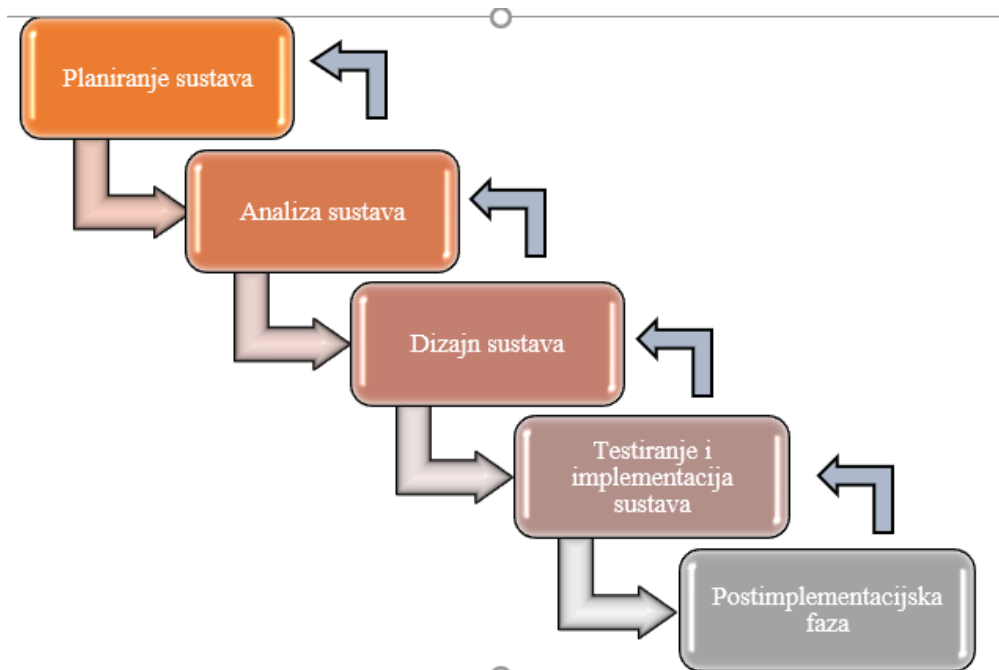 Planiranje sustava
Analiza sustava
Dizajn sustava
Testiranje i
implementacija
sustava
Postimplementacijska
faza